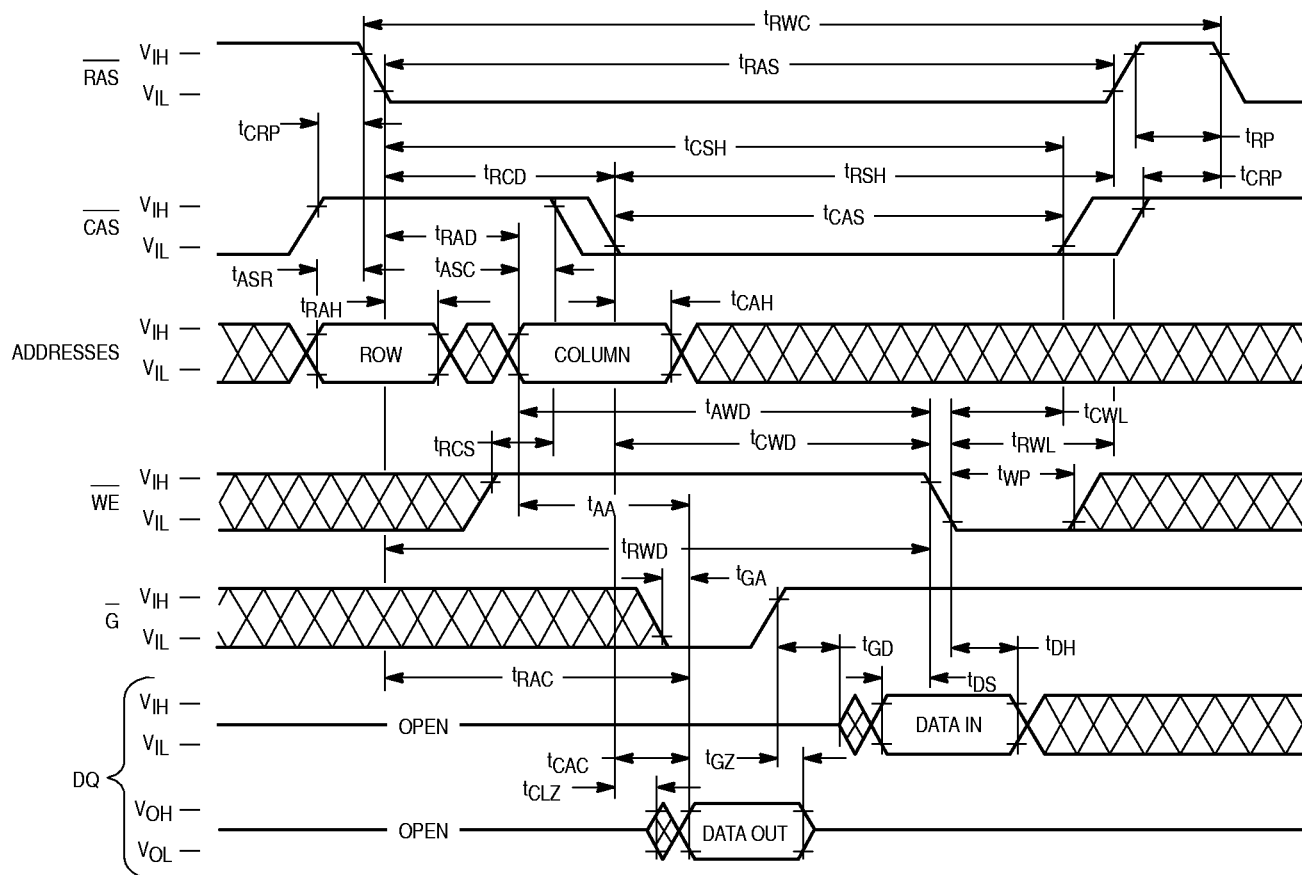 tRWC
RAS
VIH
VIL
tRAS
tCRP
tCSH
tRP
tRCD
tRSH
tCRP
CAS
VIH
VIL
tCAS
tRAD
tASR
tASC
tRAH
tCAH
ADDRESSES
VIH
VIL
ROW
COLUMN
tAWD
tCWL
tRCS
tCWD
tRWL
WE
VIH
VIL
tWP
tAA
tRWD
tGA
G
VIH
VIL
tGD
tDH
tRAC
tDS
DQ
VIH
VIL
OPEN
DATA IN
tCAC
tGZ
tCLZ
VOH
VOL
OPEN
DATA OUT